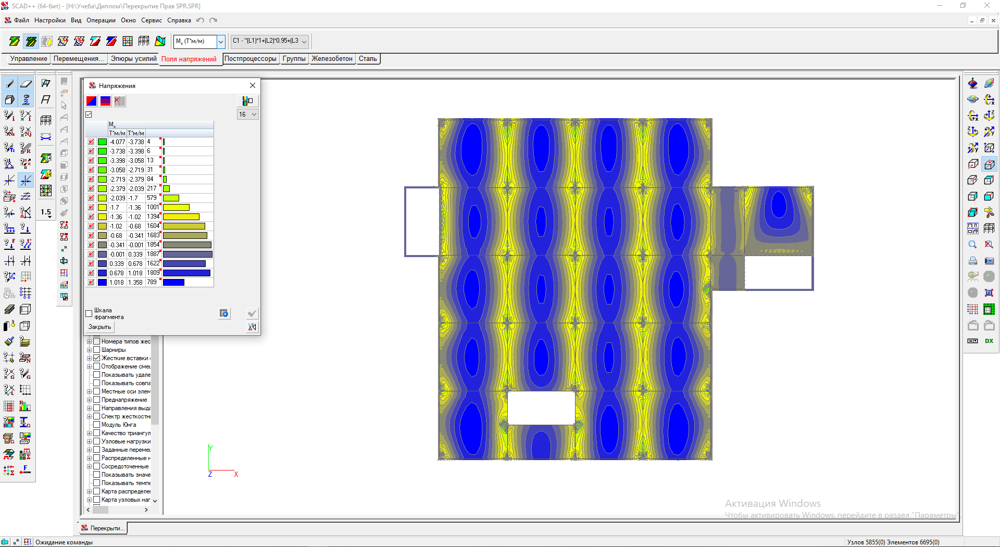 SCAD++ (64-бит) - [H:\Учеба\Диплом\Перекрытие Прав SPR.SPR]
Файл Настройки Вид Операции Окно Сервис Справка
Mx (Т*м/м) C1 - "(L1)*1+(L2)*0.95+(L3
Управление Перемещения... Эпюры усилий Поля напряжений Постпроцессоры Группы Железобетон Сталь
Напряжения
16
Mx
Т*м/м Т*м/м
-4.077 -3.738 4
-3.738 -3.398 6
-3.398 -3.058 13
-3.058 -2.719 31
-2.719 -2.379 84
-2.379 -2.039 217
-2.039 -1.7 579
-1.7 -1.36 1001
-1.36 -1.02 1394
-1.02 -0.68 1604
-0.68 -0.341 1683
-0.341 -0.001 1854
-0.001 0.339 1887
0.339 0.678 1622
0.678 1.018 1809
1.018 1.358 789
Шкала
фрагмента
Закрыть
1.5
Номера типов жес
Шарниры
Жесткие вставки
Отображение смещ
Показывать удале
Показывать совпа
Местные оси элем
Преднапряжение
Направления выда
Спектр жесткостн
Модуль Юнга
Качество триангул
Узловые нагрузки
Заданные перемещ
Распределенные н
Сосредоточенные
Показывать значе
Показывать темпе
Карта распределен
Карта узловых наг
Y
Z X
DX
Активация Windows
Чтобы активировать Windows, перейдите в раздел "Параметры".
Перекрыти...
Ожидание команды
Узлов 5855(0) Элементов 6695(0)